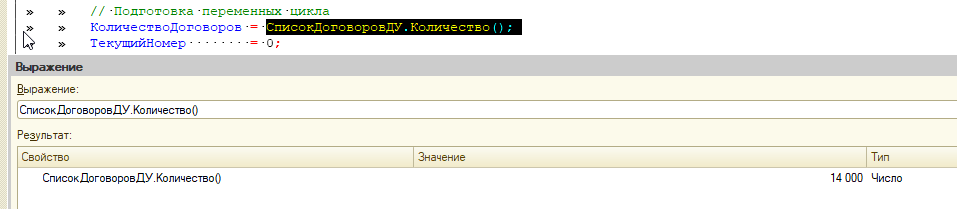 // Подготовка переменных цикла
КоличествоДоговоров = СписокДоговоровДУ.Количество();
ТекущийНомер = 0;
Выражение
Выражение:
СписокДоговоровДУ.Количество()
Результат:
Свойство Значение Тип
СписокДоговоровДУ.Количество() 14 000 Число